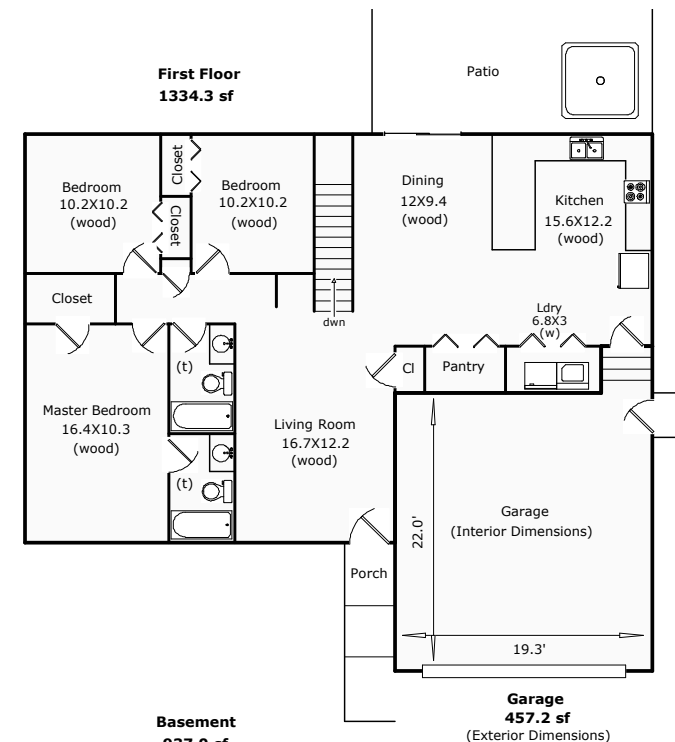 First Floor
1334.3 sf
Patio
Bedroom
10.2X10.2
(wood)
Closet
Closet
Bedroom
10.2X10.2
(wood)
Dining
12X9.4
(wood)
Kitchen
15.6X12.2
(wood)
Closet
dwn
Ldry
6.8X3
(w)
(t)
Cl
Pantry
Master Bedroom
16.4X10.3
(wood)
Living Room
16.7X12.2
(wood)
(t)
Garage
(Interior Dimensions)
22.0'
Porch
19.3'
Garage
457.2 sf
(Exterior Dimensions)
Basement